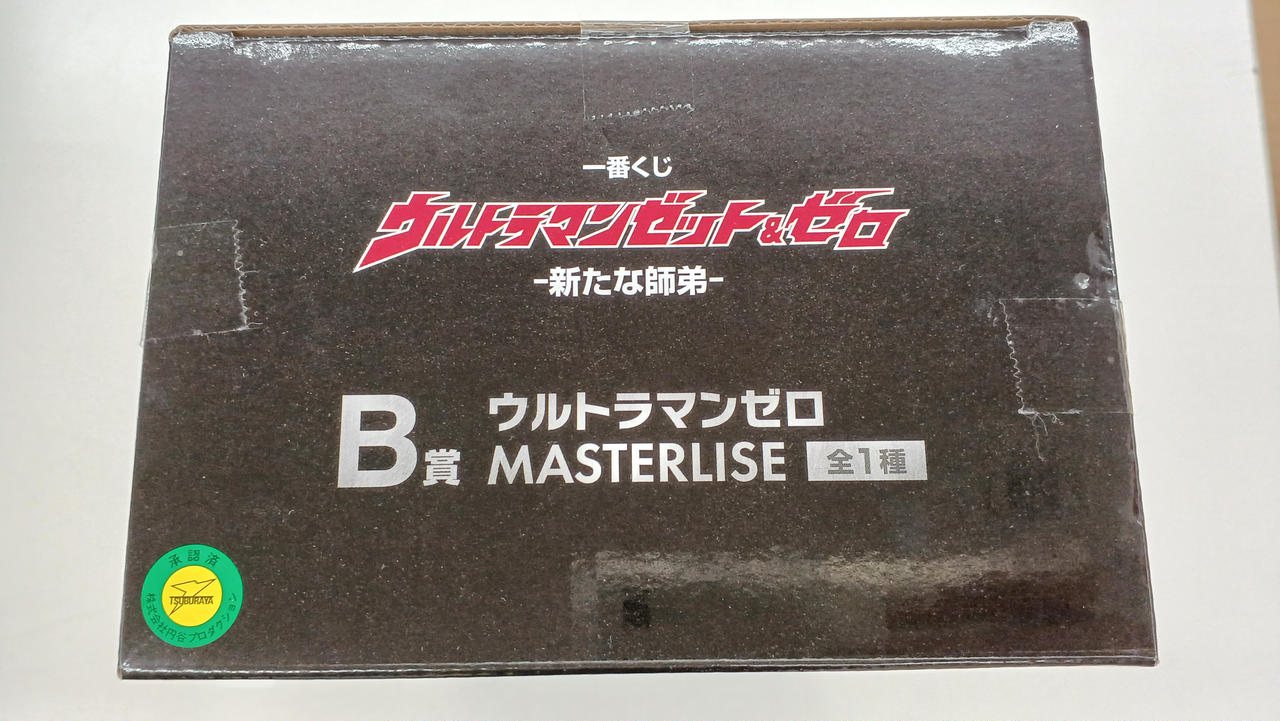 一番くじ
ウルトラマンゼット&ゼロ
-新たな師弟-
B賞
ウルトラマンゼロ
MASTERLISE 全1種
承認済
TSUBURAYA
株式会社円谷プロダクション